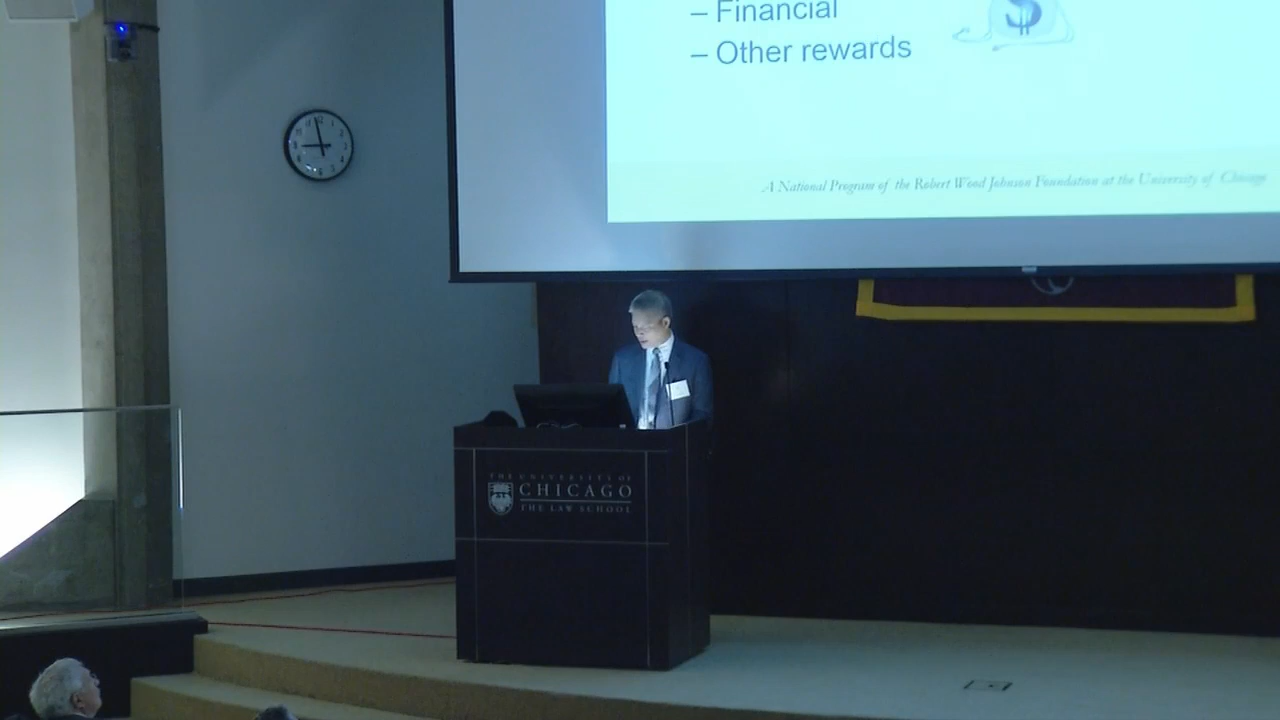 – Financial
– Other rewards
$
A National Program of the Robert Wood Johnson Foundation at the University of Chicago
THE UNIVERSITY OF
CHICAGO
THE LAW SCHOOL